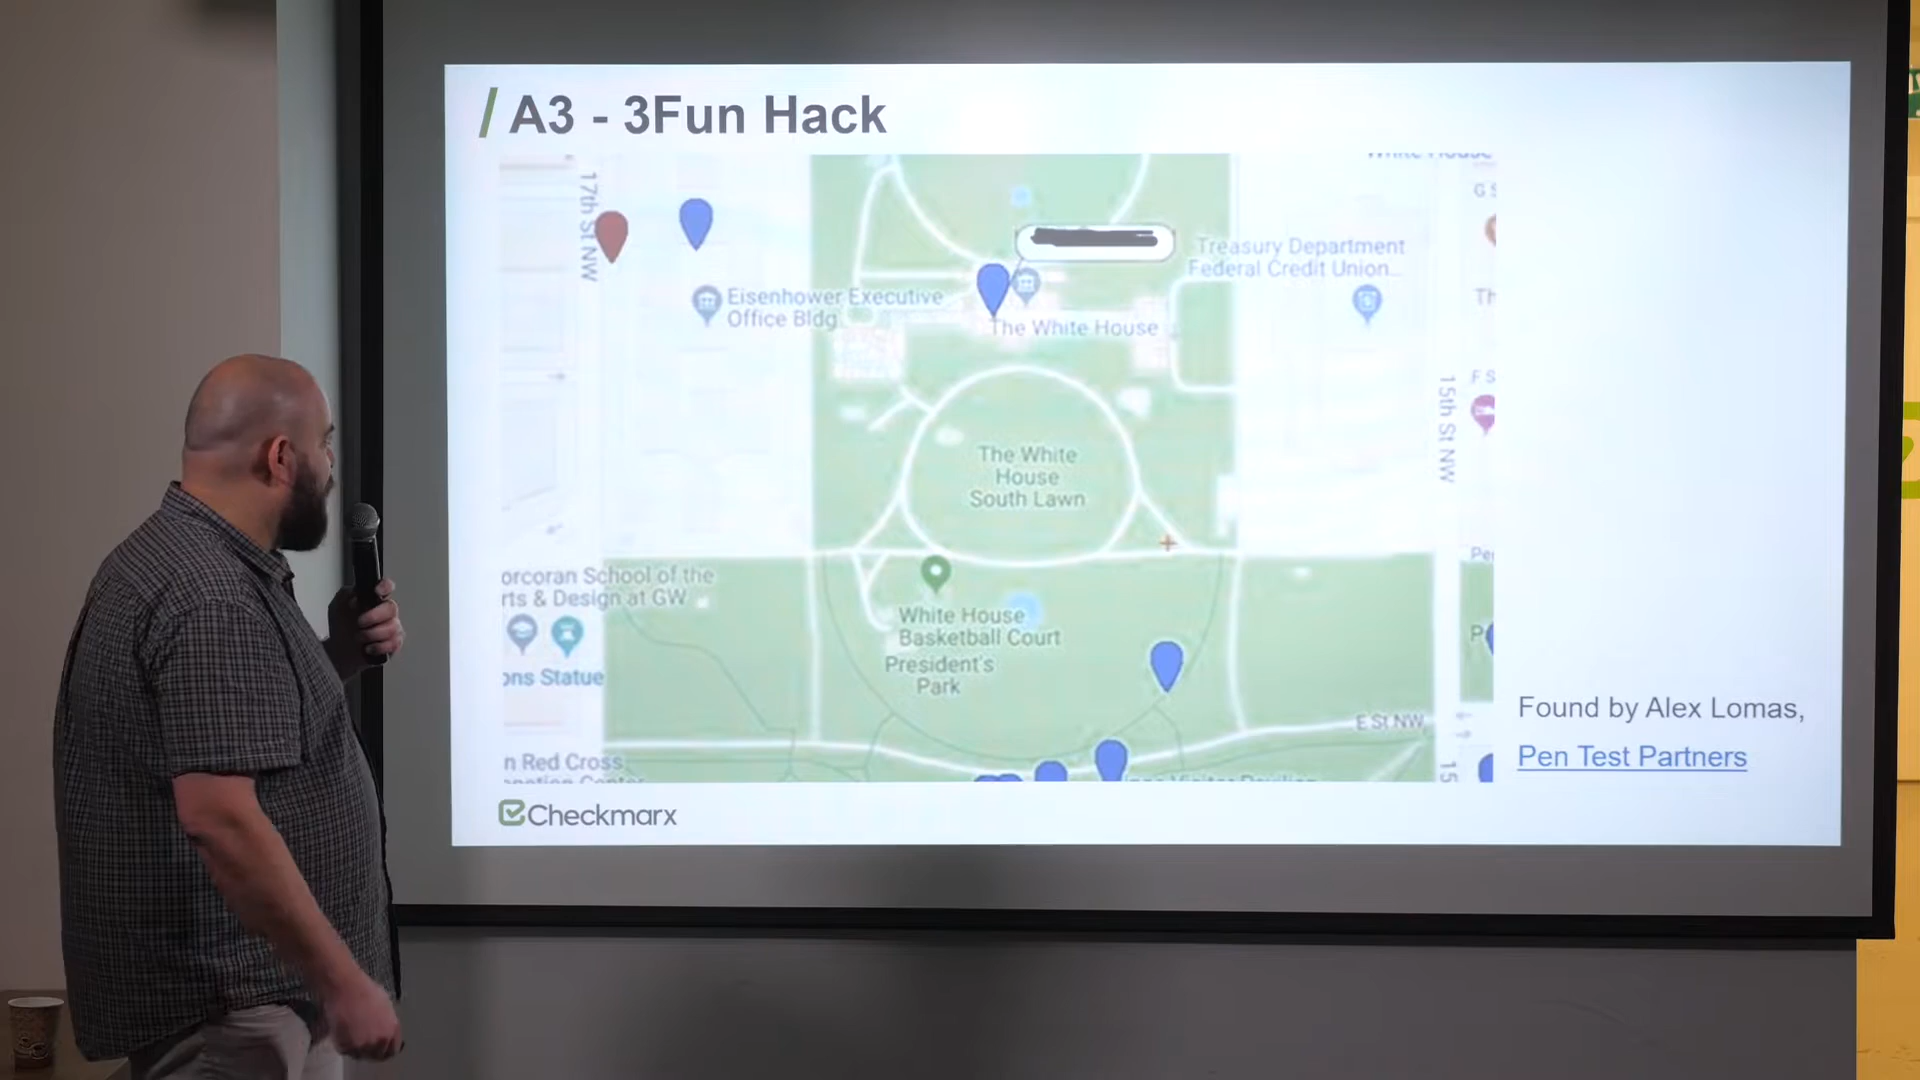 / A3 - 3Fun Hack
17th St NW
G S
Treasury Department
Federal Credit Union...
Eisenhower Executive
Office Bldg
Th
The White House
F S
15th St NW
The White
House
South Lawn
orcoran School of the
rts & Design at GW
White House
Basketball Court
President's
Park
ons Statue
E St NW
n Red Cross
15
Found by Alex Lomas,
Pen Test Partners
Checkmarx